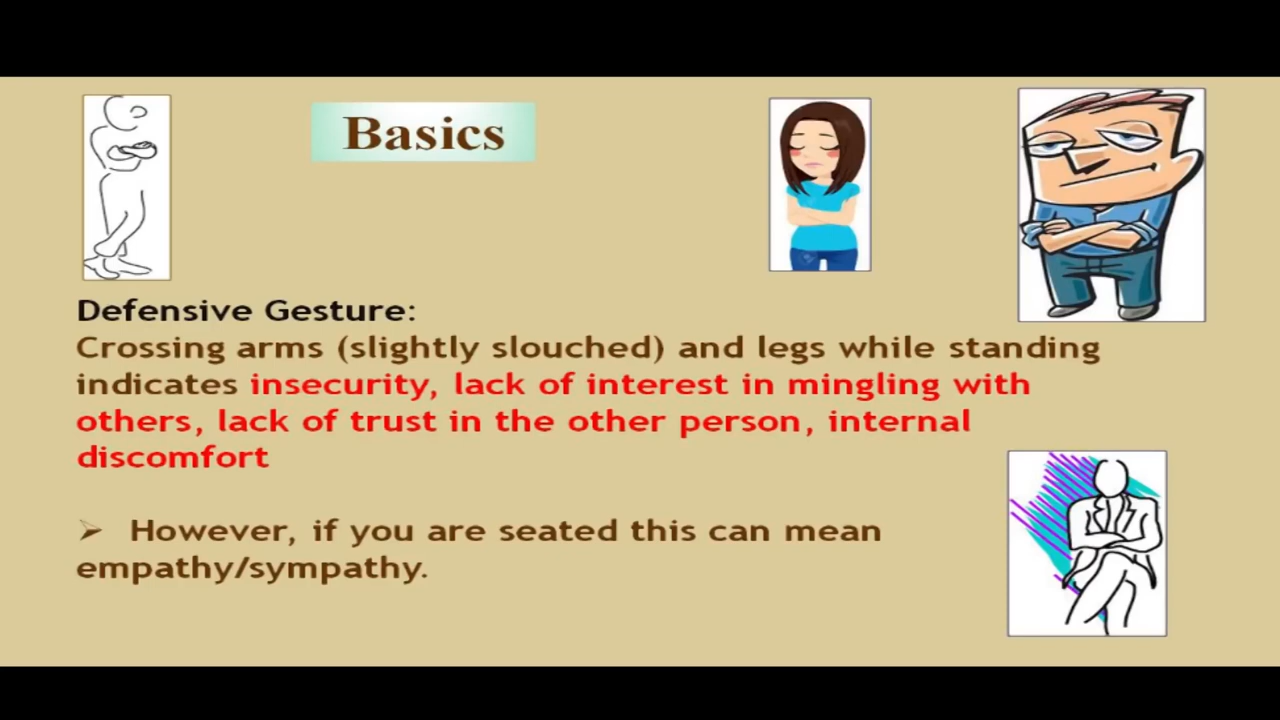 Basics
Defensive Gesture:
Crossing arms (slightly slouched) and legs while standing
indicates insecurity, lack of interest in mingling with
others, lack of trust in the other person, internal
discomfort
➢ However, if you are seated this can mean
empathy/sympathy.